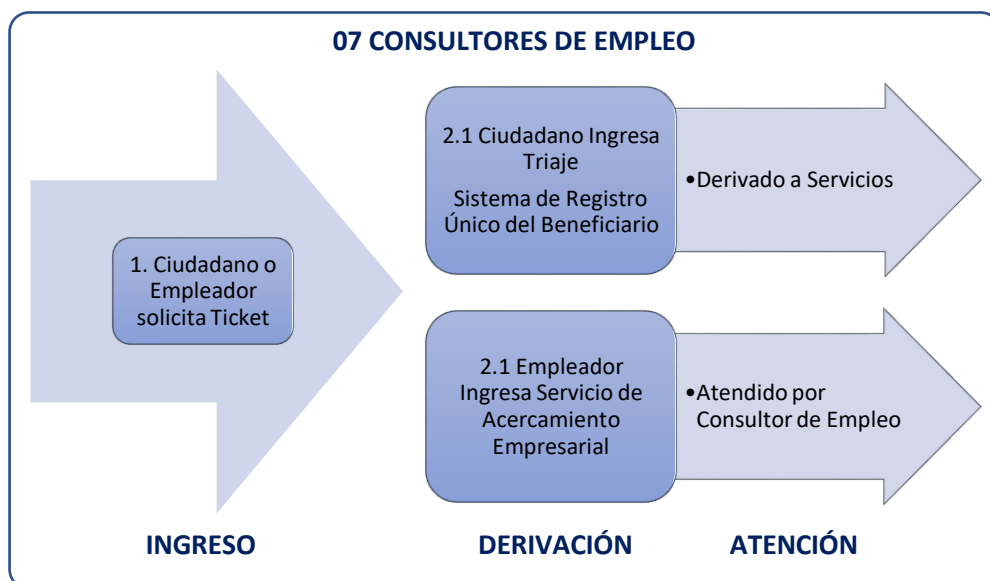 07 CONSULTORES DE EMPLEO
1. Ciudadano o
Empleador
solicita Ticket
2.1 Ciudadano Ingresa
Triaje
Sistema de Registro
Único del Beneficiario
•Derivado a Servicios
2.1 Empleador
Ingresa Servicio de
Acercamiento
Empresarial
•Atendido por
Consultor de Empleo
INGRESO
DERIVACIÓN
ATENCIÓN